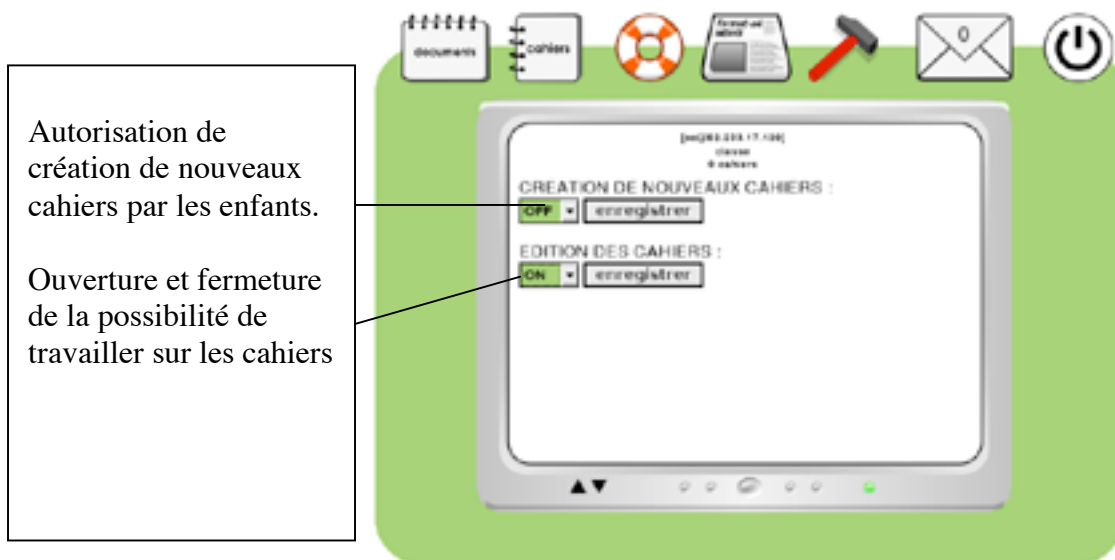 documents
cahiers
0
Autorisation de
création de nouveaux
cahiers par les enfants.
Ouverture et fermeture
de la possibilité de
travailler sur les cahiers
classe
cahiers
CREATION DE NOUVEAUX CAHIERS :
OFF enregistrer
EDITION DES CAHIERS :
ON enregistrer